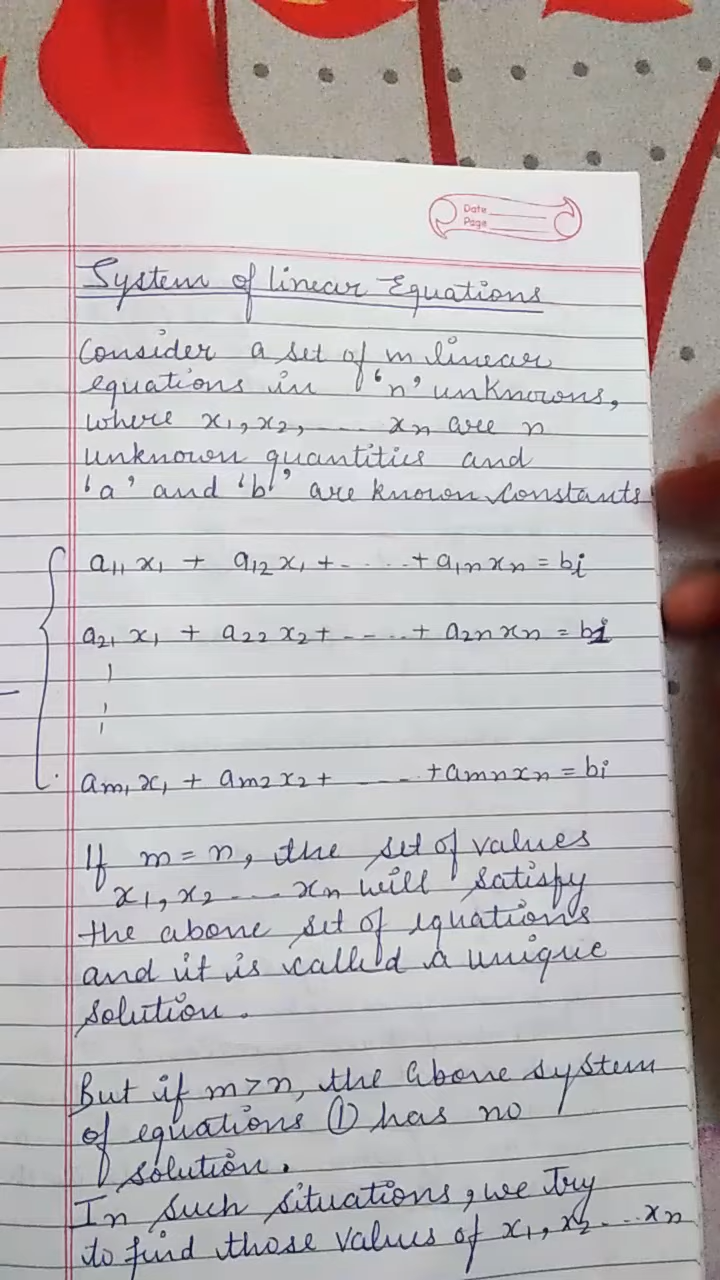 Date
Page
System of linear Equations
Consider a set of m linear
equations in 'n' unknowns,
where x₁, x₂, .... xn are n
unknown quantities and
'a' and 'b' are known constants
a₁₁ x₁ + a₁₂ x₁ + - .... + a₁n xn = bi
a₂₁ x₁ + a₂₂ x₂ + - - .. + a₂n xn = bi
am₁ x₁ + am₂ x₂ + - .... + amn xn = bi
If m = n, the set of values
x₁, x₂ .... xn will satisfy
the above set of equations
and it is called a unique
solution.
But if m > n, the above system
of equations ① has no
solution.
In such situations, we try
to find those values of x₁, x₂ - .. xn